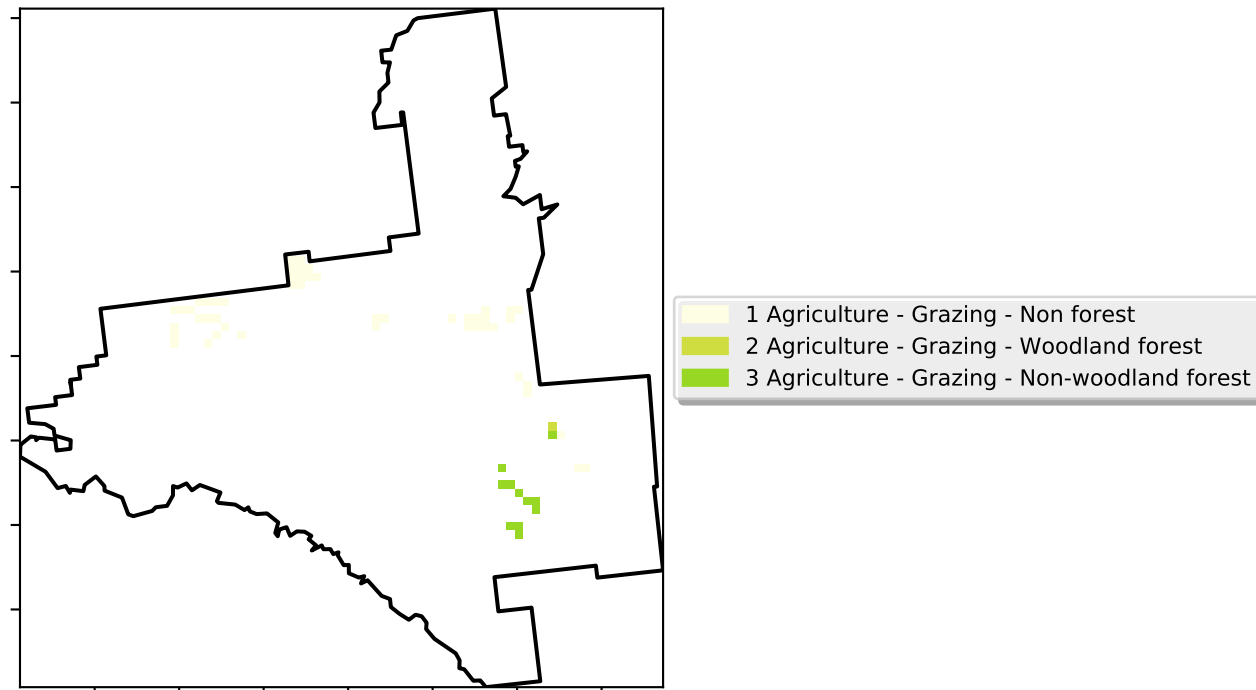 1 Agriculture - Grazing - Non forest
2 Agriculture - Grazing - Woodland forest
3 Agriculture - Grazing - Non-woodland forest